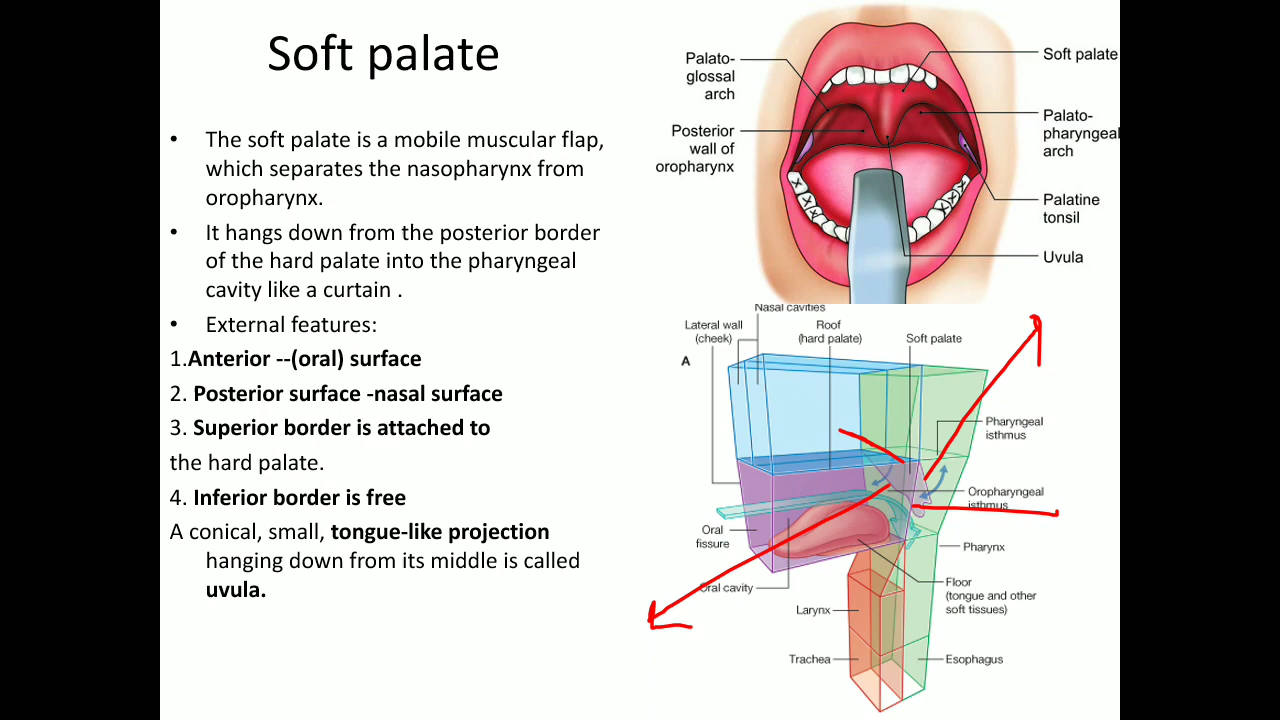 Soft palate
• The soft palate is a mobile muscular flap,
which separates the nasopharynx from
oropharynx.
• It hangs down from the posterior border
of the hard palate into the pharyngeal
cavity like a curtain .
• External features:
1.Anterior --(oral) surface
2. Posterior surface -nasal surface
3. Superior border is attached to
the hard palate.
4. Inferior border is free
A conical, small, tongue-like projection
hanging down from its middle is called
uvula.
Palato-
glossal
arch
Posterior
wall of
oropharynx
Soft palate
Palato-
pharyngeal
arch
Palatine
tonsil
Uvula
Nasal cavities
Lateral wall
(cheek)
Roof
(hard palate)
Soft palate
A
Pharyngeal
isthmus
Oropharyngeal
isthmus
Oral
fissure
Pharynx
Oral cavity
Floor
(tongue and other
soft tissues)
Larynx
Trachea
Esophagus